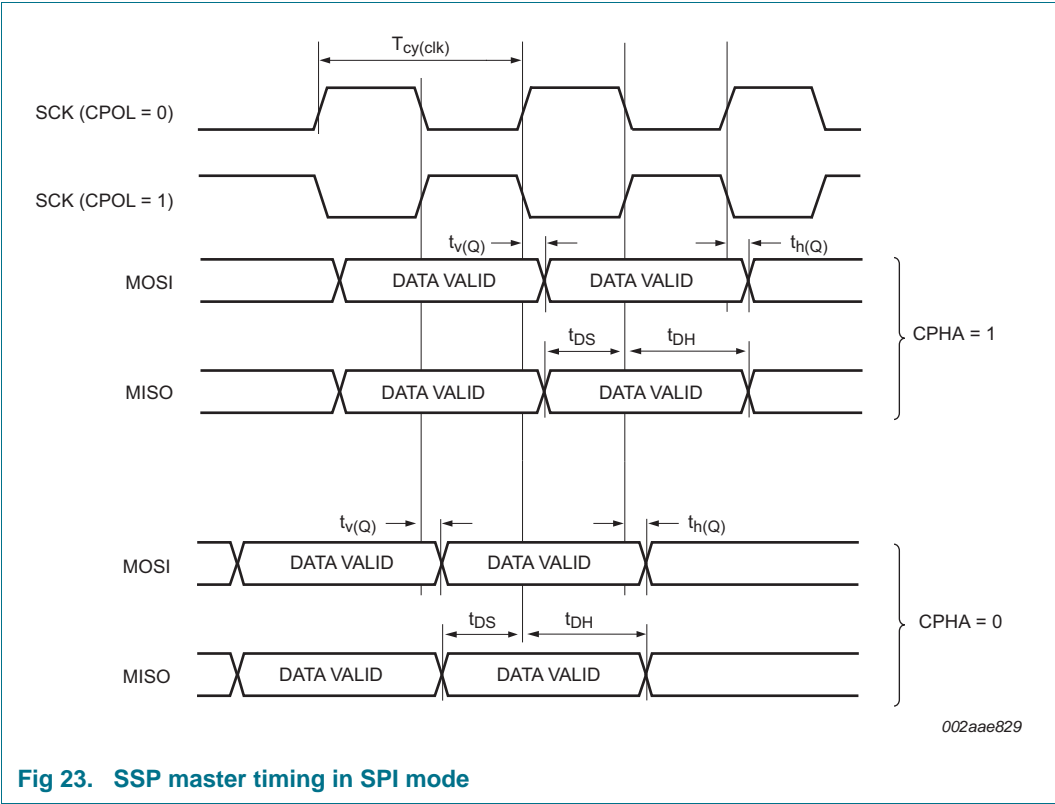 Tcy(clk)
SCK (CPOL = 0)
SCK (CPOL = 1)
tv(Q) th(Q)
MOSI DATA VALID DATA VALID
CPHA = 1
tDS tDH
MISO DATA VALID DATA VALID
tv(Q) th(Q)
MOSI DATA VALID DATA VALID
CPHA = 0
tDS tDH
MISO DATA VALID DATA VALID
002aae829
Fig 23. SSP master timing in SPI mode